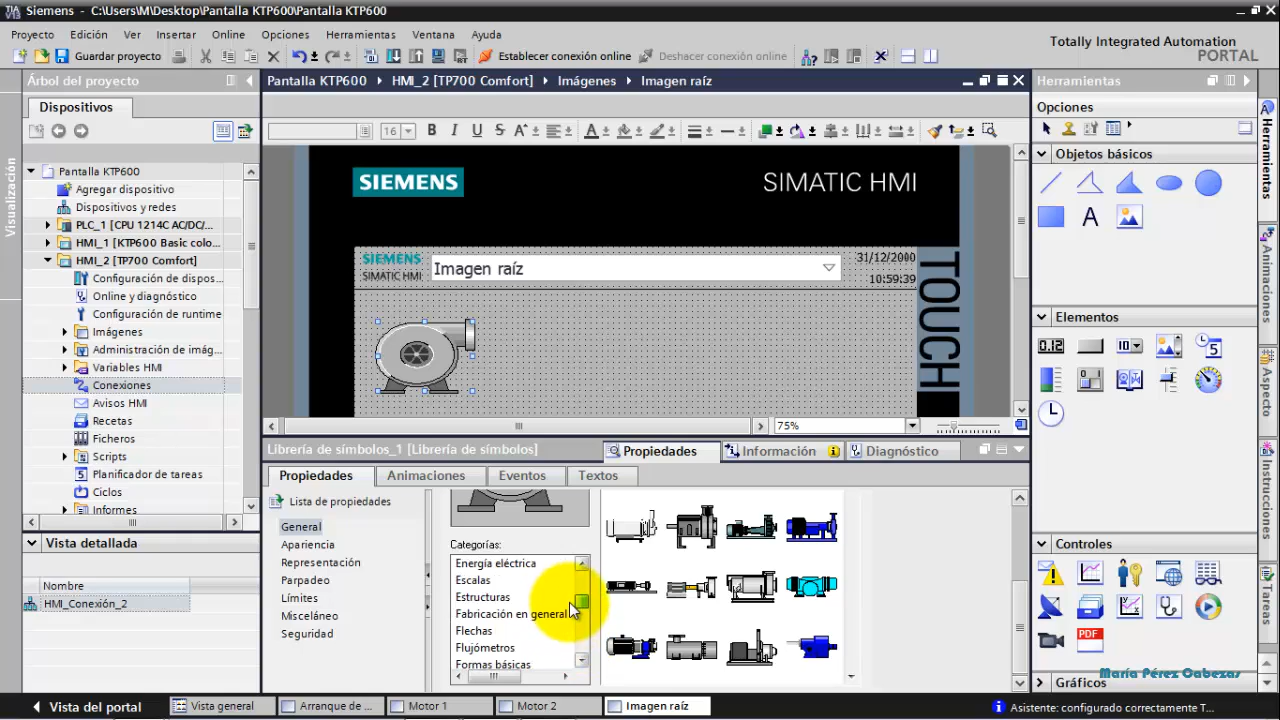 Siemens - C:\Users\M\Desktop\Pantalla KTP600\Pantalla KTP600
Proyecto Edición Ver Insertar Online Opciones Herramientas Ventana Ayuda
Totally Integrated Automation
PORTAL
Guardar proyecto Establecer conexión online Deshacer conexión online
Árbol del proyecto
Dispositivos
Visualización
Pantalla KTP600
Agregar dispositivo
Dispositivos y redes
PLC_1 [CPU 1214C AC/DC/...
HMI_1 [KTP600 Basic colo...
HMI_2 [TP700 Comfort]
Configuración de dispos...
Online y diagnóstico
Configuración de runtime
Imágenes
Administración de imág...
Variables HMI
Conexiones
Avisos HMI
Recetas
Ficheros
Scripts
Planificador de tareas
Ciclos
Informes
Vista detallada
Nombre
HMI_Conexión_2
Pantalla KTP600 HMI_2 [TP700 Comfort] Imágenes Imagen raíz
16 B I U S A A
SIEMENS SIMATIC HMI
SIEMENS
SIMATIC HMI
Imagen raíz
31/12/2000
10:59:39
TOUCH
75%
Librería de símbolos_1 [Librería de símbolos]
Propiedades Información Diagnóstico
Propiedades Animaciones Eventos Textos
Lista de propiedades
General
Apariencia
Representación
Parpadeo
Límites
Misceláneo
Seguridad
Categorías:
Energía eléctrica
Escalas
Estructuras
Fabricación en general
Flechas
Flujómetros
Formas básicas
Herramientas
Opciones
Objetos básicos
A
Elementos
0.12 10 5
Controles
PDF
María Pérez Cabezas
Gráficos
Herramientas
Animaciones
Aspecto
Instrucciones
Tareas
Vista del portal Vista general Arranque de ... Motor 1 Motor 2 Imagen raíz
Asistente: configurado correctamente T...